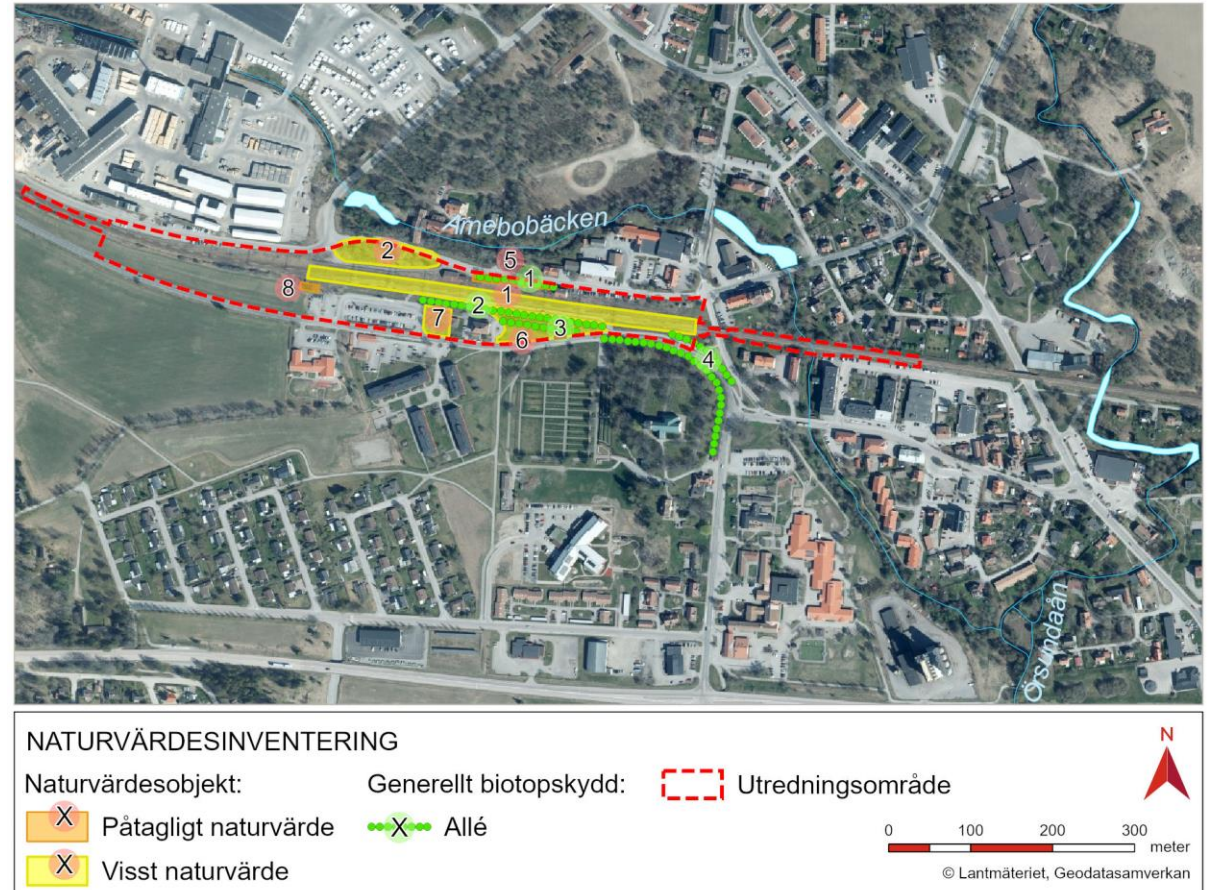 Arnebobäcken
2
5
1
1
8
2
7
3
6
4
Örsundaån
NATURVÄRDESINVENTERING
Naturvärdesobjekt:
X Påtagligt naturvärde
X Visst naturvärde
Generellt biotopskydd:
X Allé
Utredningsområde
N
0 100 200 300
meter
© Lantmäteriet, Geodatasamverkan